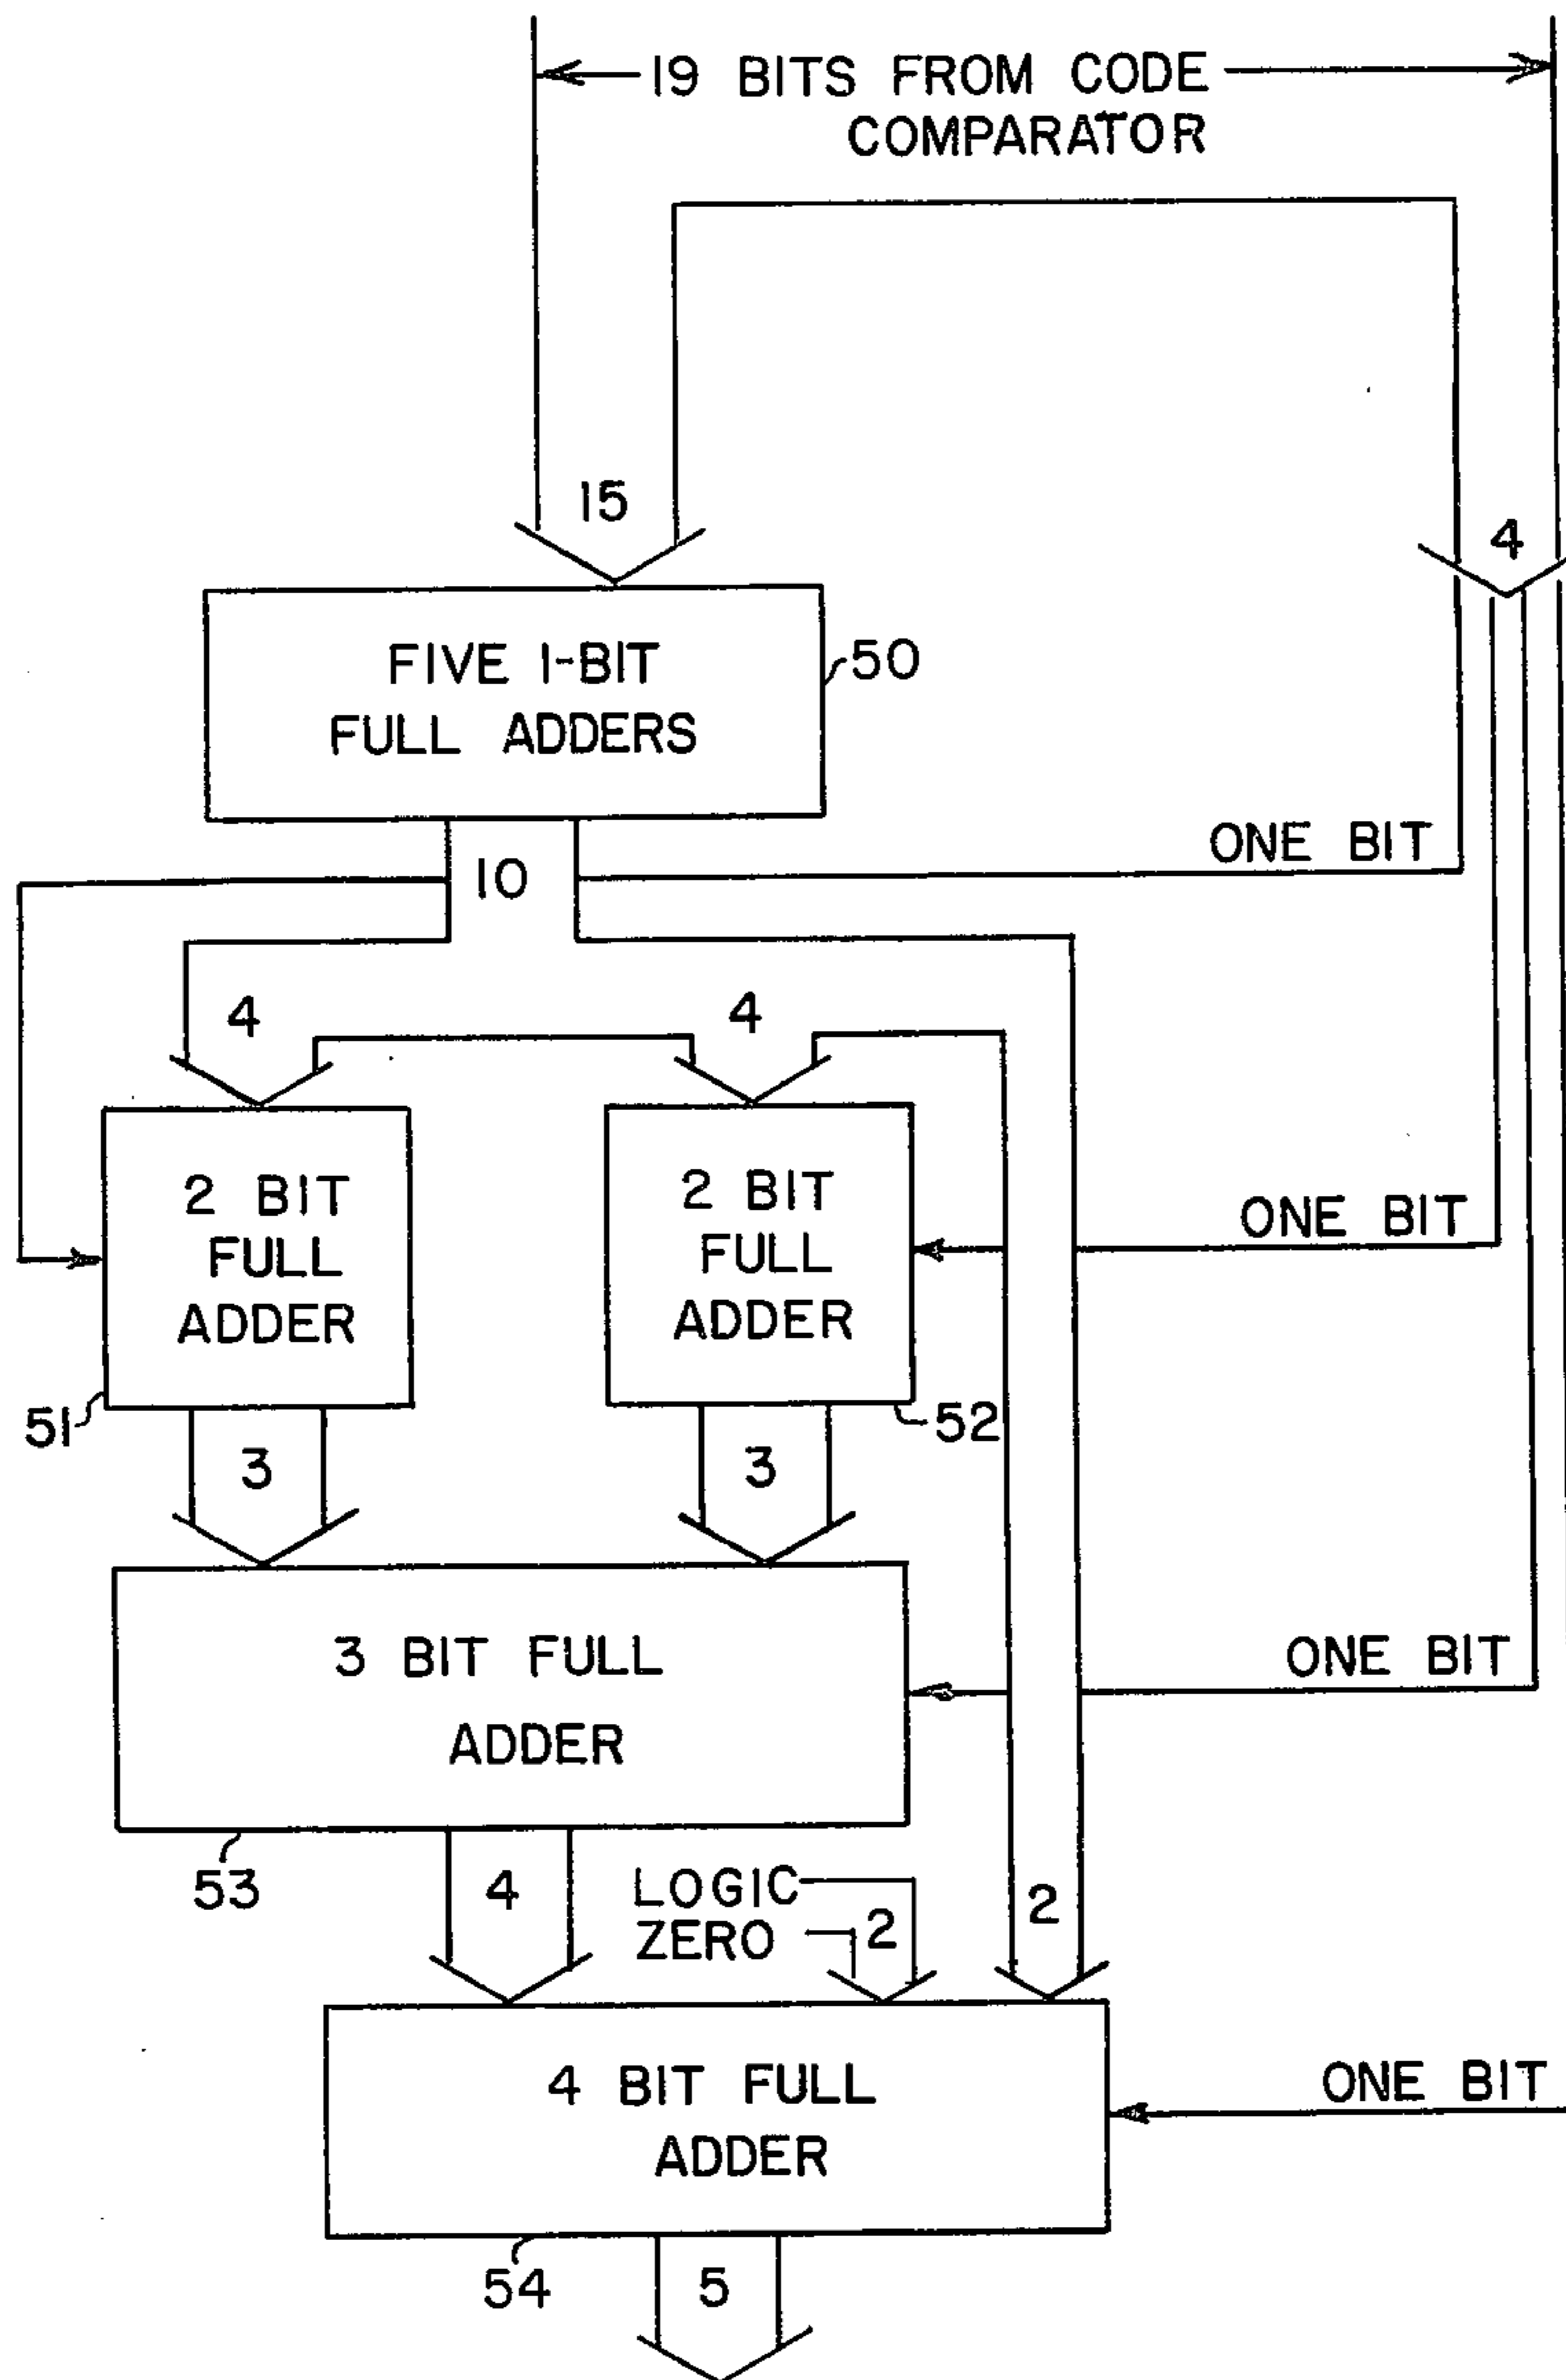 19 BITS FROM CODE
COMPARATOR
15
4
FIVE 1-BIT
FULL ADDERS
50
ONE BIT
10
4
4
2 BIT
FULL
ADDER
2 BIT
FULL
ADDER
ONE BIT
51
52
3
3
3 BIT FULL
ADDER
ONE BIT
53
4
LOGIC
ZERO
2
2
4 BIT FULL
ADDER
ONE BIT
54
5